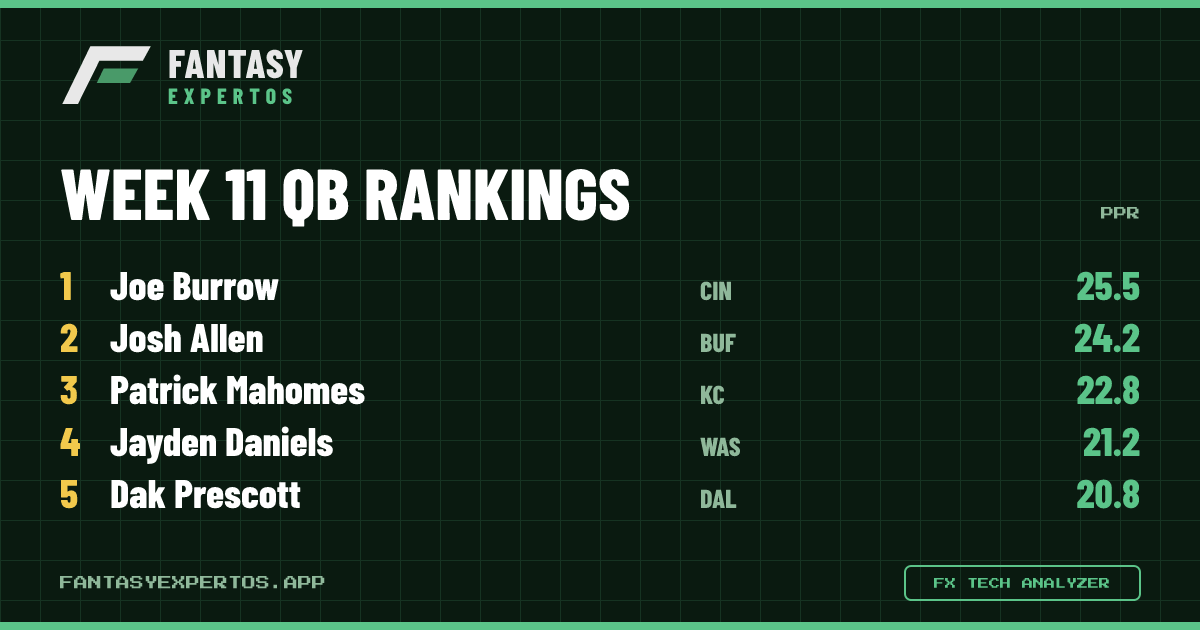 FANTASY
EXPERTOS
WEEK 11 QB RANKINGS
PPR
1 Joe Burrow CIN 25.5
2 Josh Allen BUF 24.2
3 Patrick Mahomes KC 22.8
4 Jayden Daniels WAS 21.2
5 Dak Prescott DAL 20.8
FANTASYEXPERTOS.APP
FX TECH ANALYZER